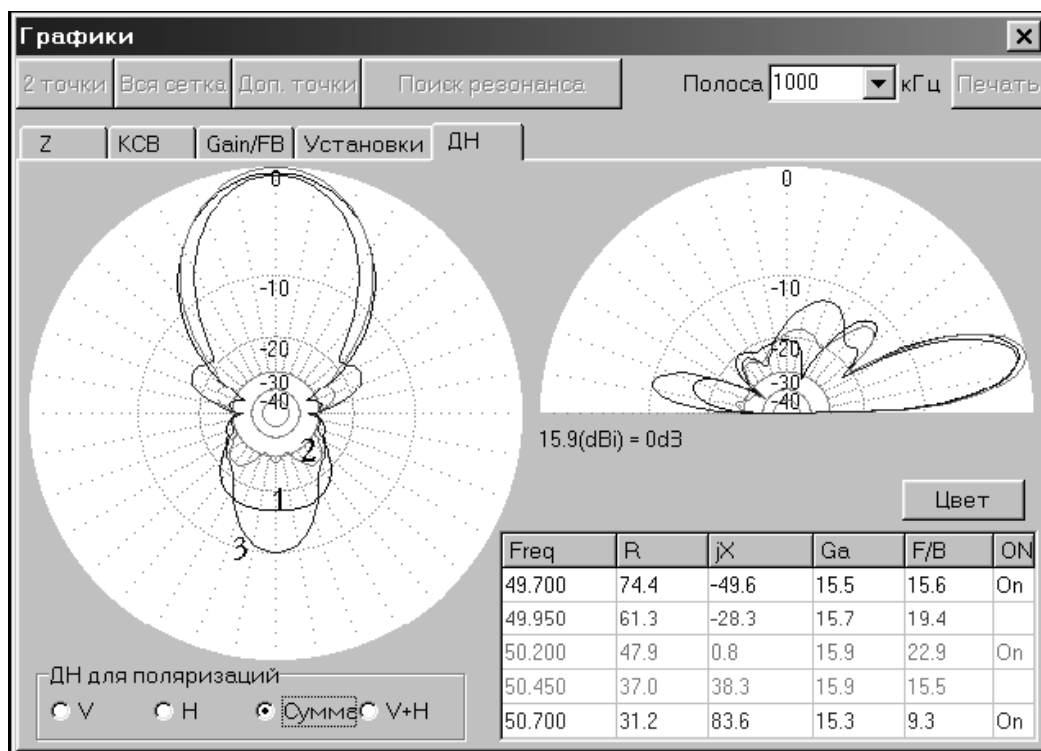 Графики
2 точки Вся сетка Доп. точки Поиск резонанса Полоса 1000 кГц Печать
Z КСВ Gain/FB Установки ДН
0
-10
-20
-30
-40
2
1
3
0
-10
-20
-30
-40
15.9(dBi) = 0dB
Цвет
Freq R jX Ga F/B ON
49.700 74.4 -49.6 15.5 15.6 On
49.950 61.3 -28.3 15.7 19.4
50.200 47.9 0.8 15.9 22.9 On
50.450 37.0 38.3 15.9 15.5
50.700 31.2 83.6 15.3 9.3 On
ДН для поляризаций
V H Сумма V+H